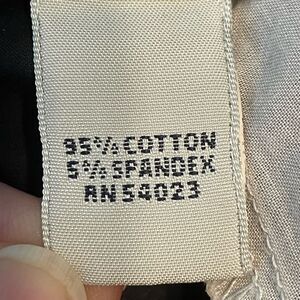 95% COTTON
5% SPANDEX
RN 54023